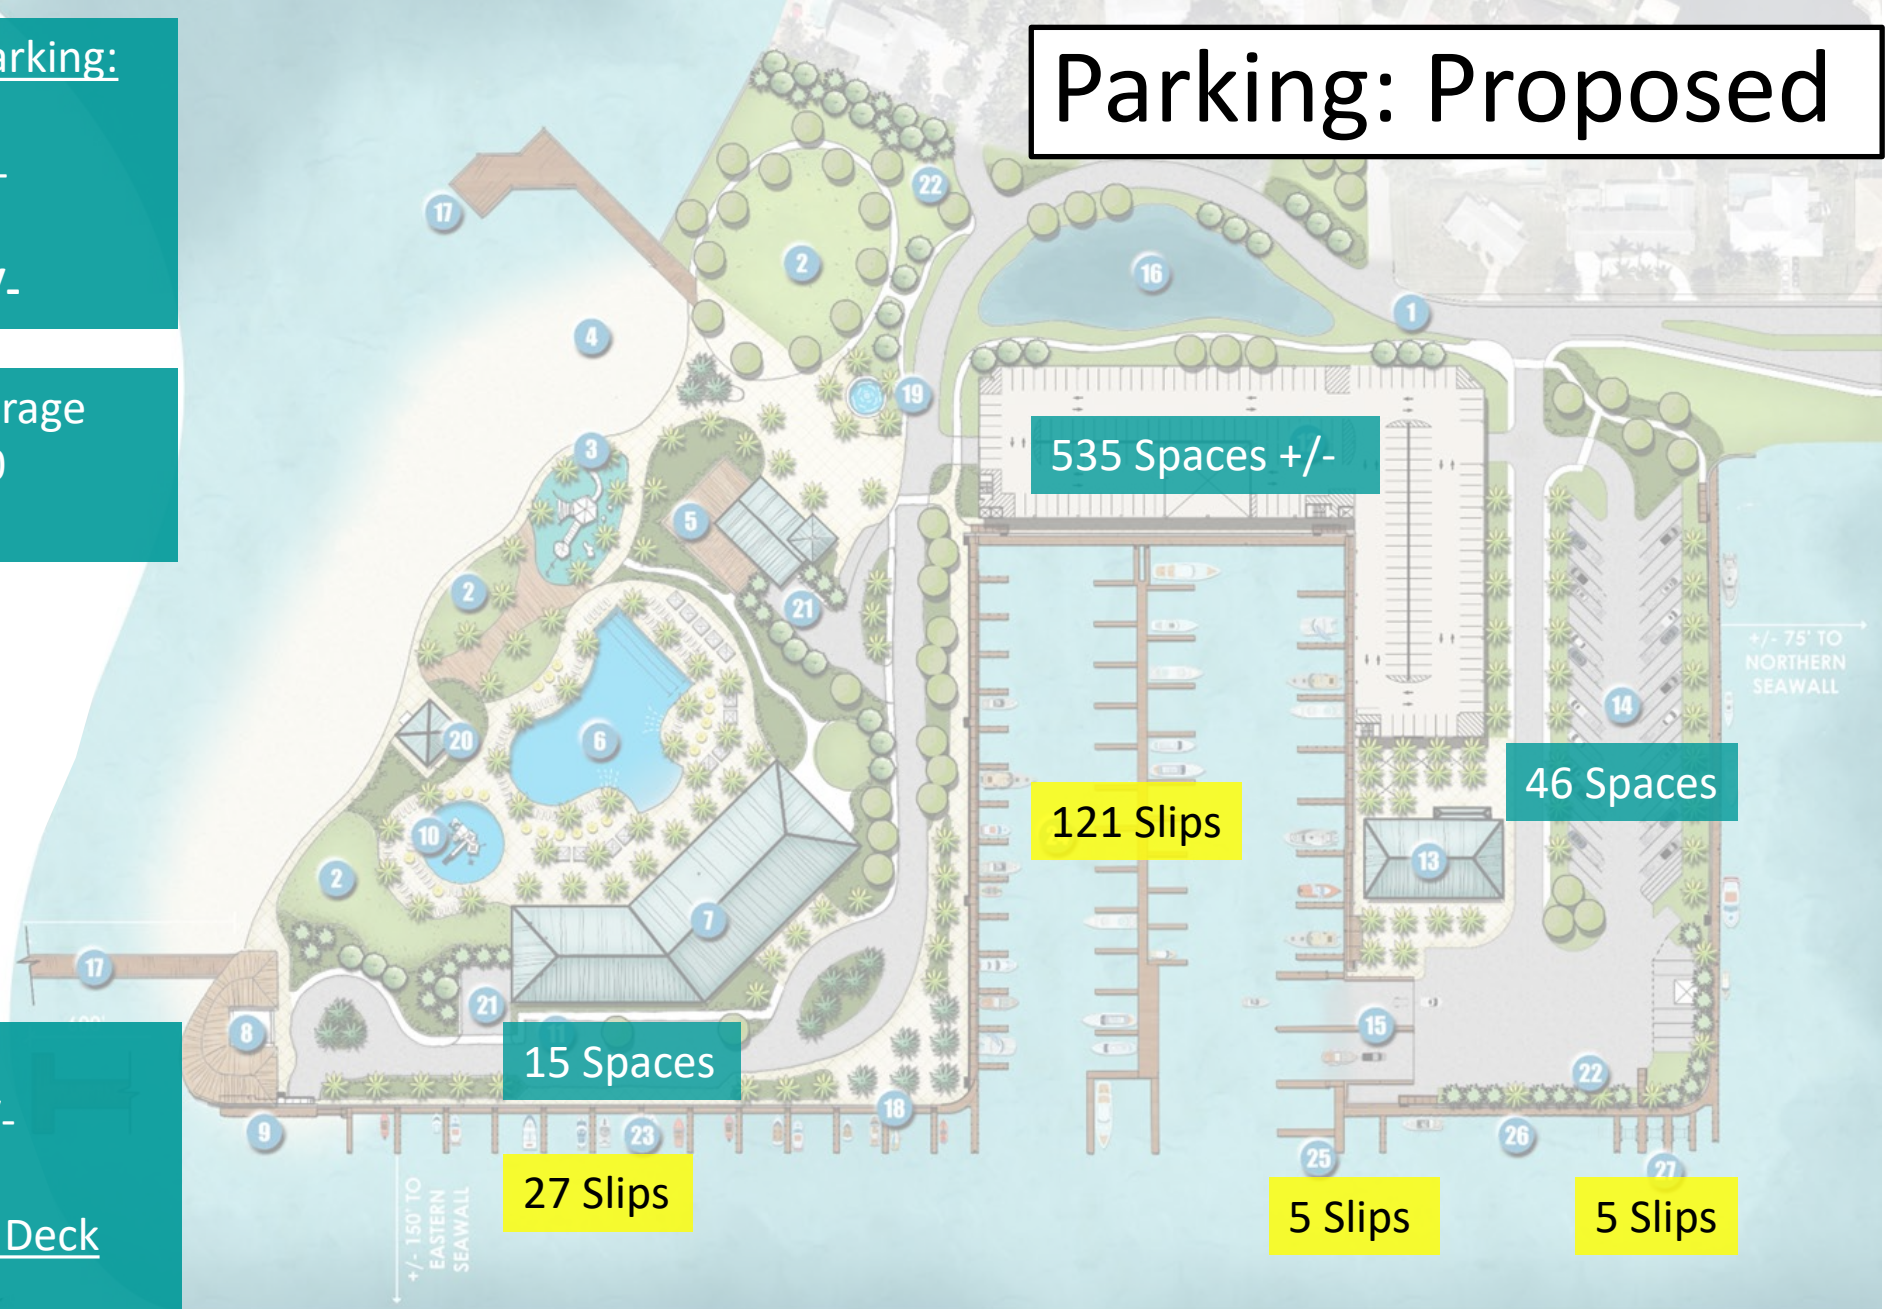 Parking: Proposed
arking:
-
/-
rage
0
-
Deck
22
17
2
16
1
4
19
3
535 Spaces +/-
5
2
21
+/- 75' TO
NORTHERN
SEAWALL
14
20
6
46 Spaces
10
121 Slips
13
2
7
17
21
8
11
15
15 Spaces
22
18
9
23
26
25
27
27 Slips
5 Slips
5 Slips
+/- 150' TO
EASTERN
SEAWALL